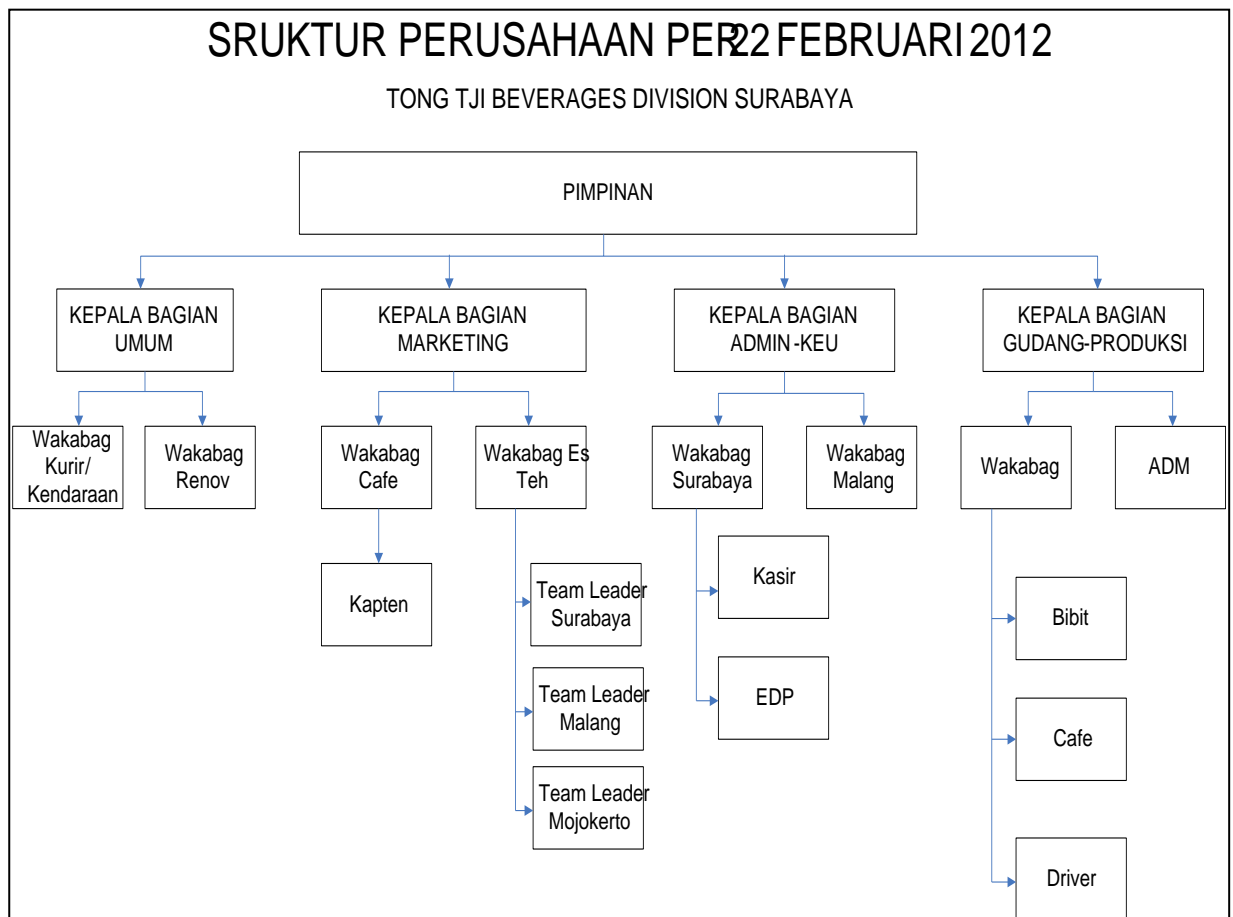 SRUKTUR PERUSAHAAN PER 22 FEBRUARI 2012
TONG TJI BEVERAGES DIVISION SURABAYA
PIMPINAN
KEPALA BAGIAN
UMUM
KEPALA BAGIAN
MARKETING
KEPALA BAGIAN
ADMIN -KEU
KEPALA BAGIAN
GUDANG-PRODUKSI
Wakabag
Kurir/
Kendaraan
Wakabag
Renov
Wakabag
Cafe
Wakabag Es
Teh
Wakabag
Surabaya
Wakabag
Malang
Wakabag
ADM
Kapten
Team Leader
Surabaya
Team Leader
Malang
Team Leader
Mojokerto
Kasir
EDP
Bibit
Cafe
Driver